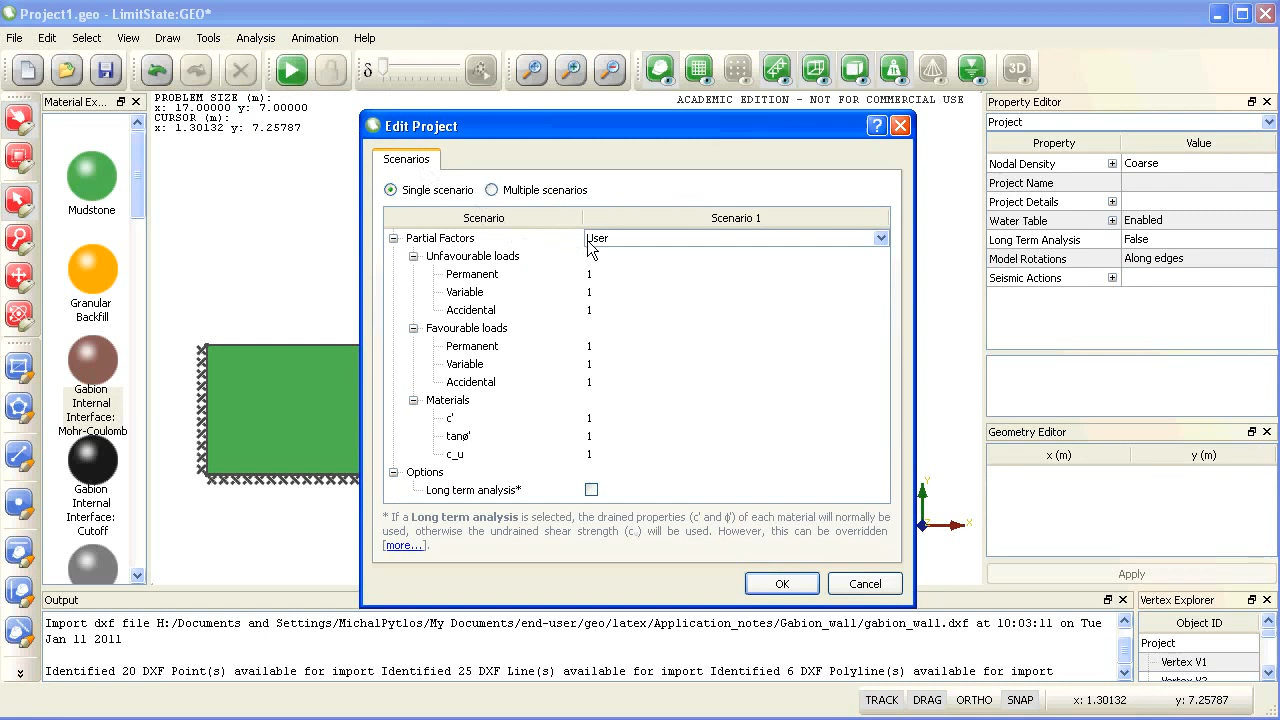 Project1.geo - LimitState:GEO*
File Edit Select View Draw Tools Analysis Animation Help
δ
3D
Material Ex...
Mudstone
Granular
Backfill
Gabion
Internal
Interface:
Mohr-Coulomb
Gabion
Internal
Interface:
Cutoff
PROBLEM SIZE (m):
x: 17.00000 y: 7.00000
CURSOR (m):
x: 1.30132 y: 7.25787
ACADEMIC EDITION - NOT FOR COMMERCIAL USE
Edit Project
Scenarios
Single scenario Multiple scenarios
Scenario Scenario 1
Partial Factors User
Unfavourable loads
Permanent 1
Variable 1
Accidental 1
Favourable loads
Permanent 1
Variable 1
Accidental 1
Materials
c' 1
tanø' 1
c_u 1
Options
Long term analysis*
* If a Long term analysis is selected, the drained properties (c' and ϕ') of each material will normally be
used, otherwise the undrained shear strength (cᵤ) will be used. However, this can be overridden
[more...].
OK Cancel
Y
X
Property Editor
Project
Property Value
Nodal Density Coarse
Project Name
Project Details
Water Table Enabled
Long Term Analysis False
Model Rotations Along edges
Seismic Actions
Geometry Editor
x (m) y (m)
Apply
Output
Import dxf file H:/Documents and Settings/MichalPytlos/My Documents/end-user/geo/latex/Application_notes/Gabion_wall/gabion_wall.dxf at 10:03:11 on Tue
Jan 11 2011
Identified 20 DXF Point(s) available for import Identified 25 DXF Line(s) available for import Identified 6 DXF Polyline(s) available for import
Vertex Explorer
Object ID
Project
Vertex V1
Vertex V2
TRACK DRAG ORTHO SNAP x: 1.30132 y: 7.25787